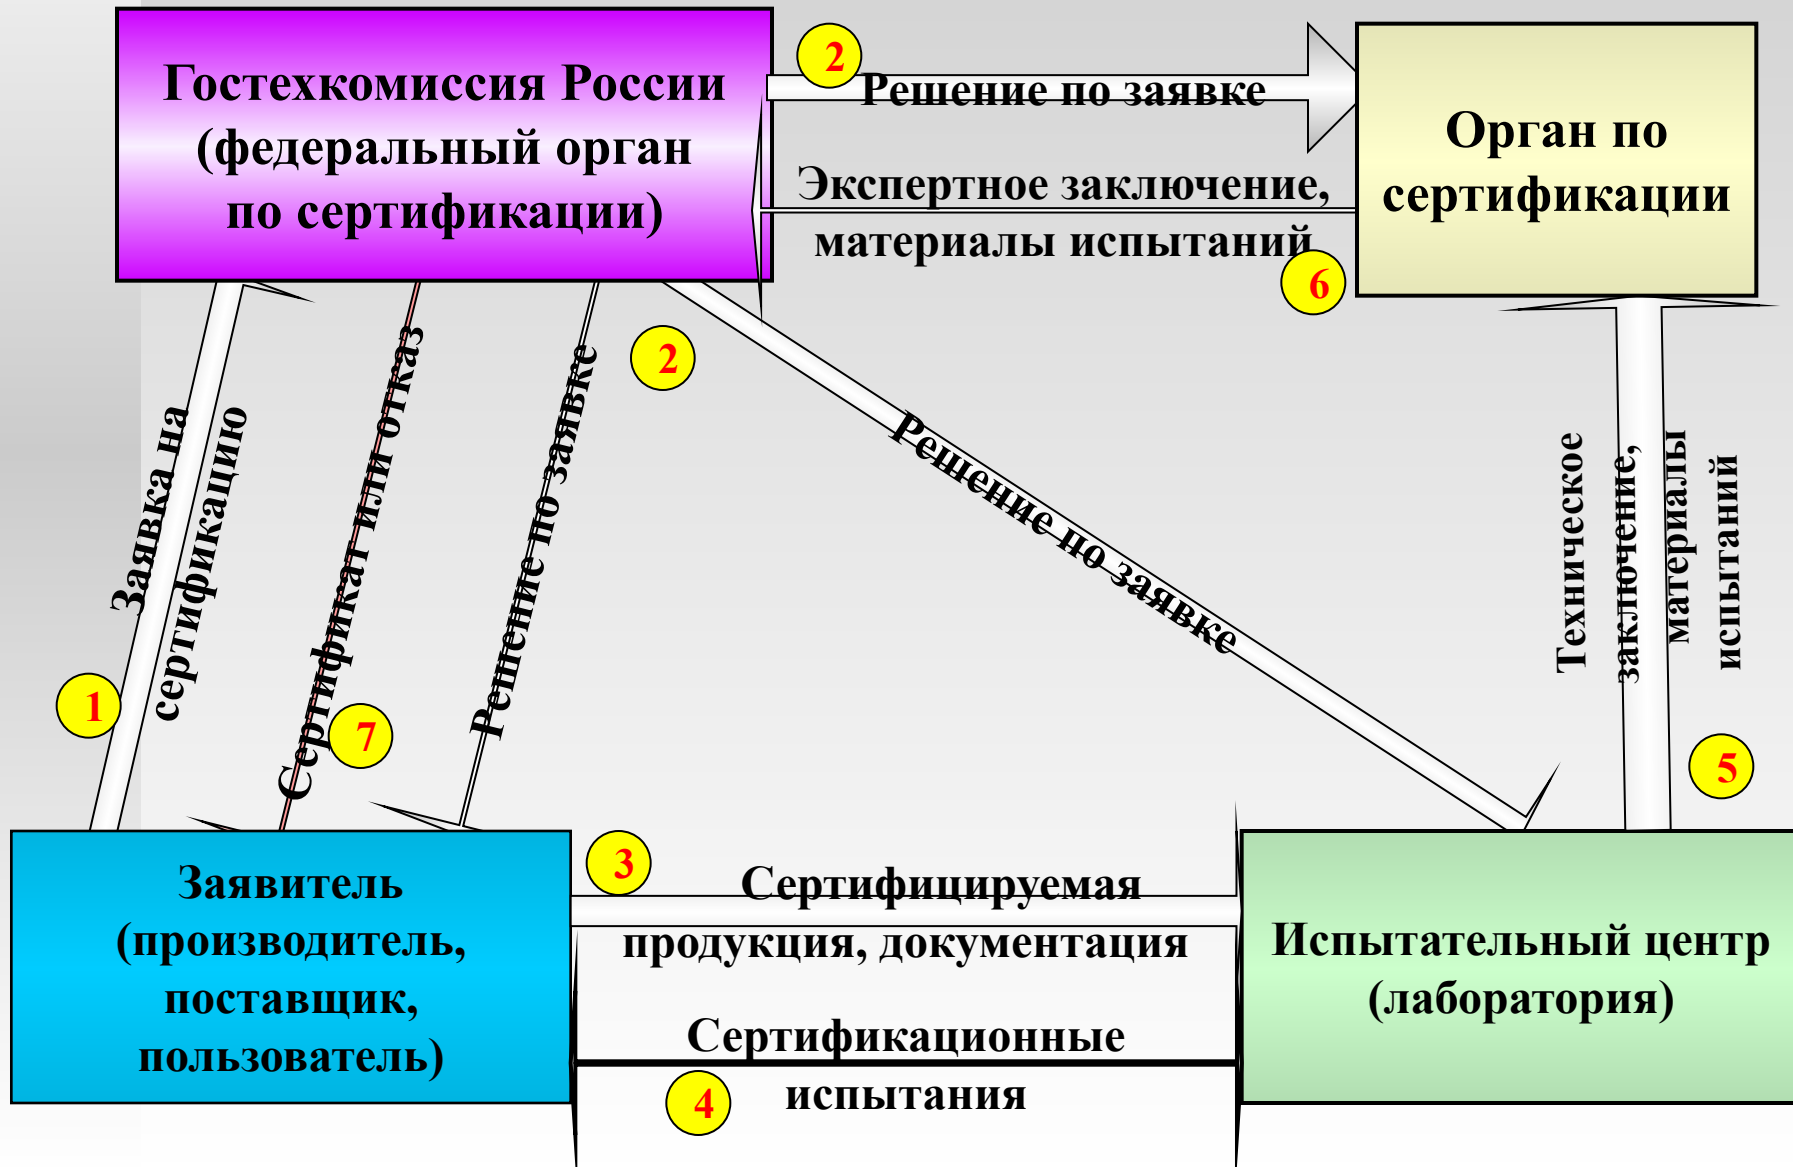 Гостехкомиссия России
(федеральный орган
по сертификации)
2
Решение по заявке
Экспертное заключение,
материалы испытаний
6
Орган по
сертификации
Заявка на
сертификацию
1
Сертификат или отказ
7
Решение по заявке
2
Решение по заявке
Техническое
заключение,
материалы
испытаний
5
Заявитель
(производитель,
поставщик,
пользователь)
3
Сертифицируемая
продукция, документация
Сертификационные
испытания
4
Испытательный центр
(лаборатория)